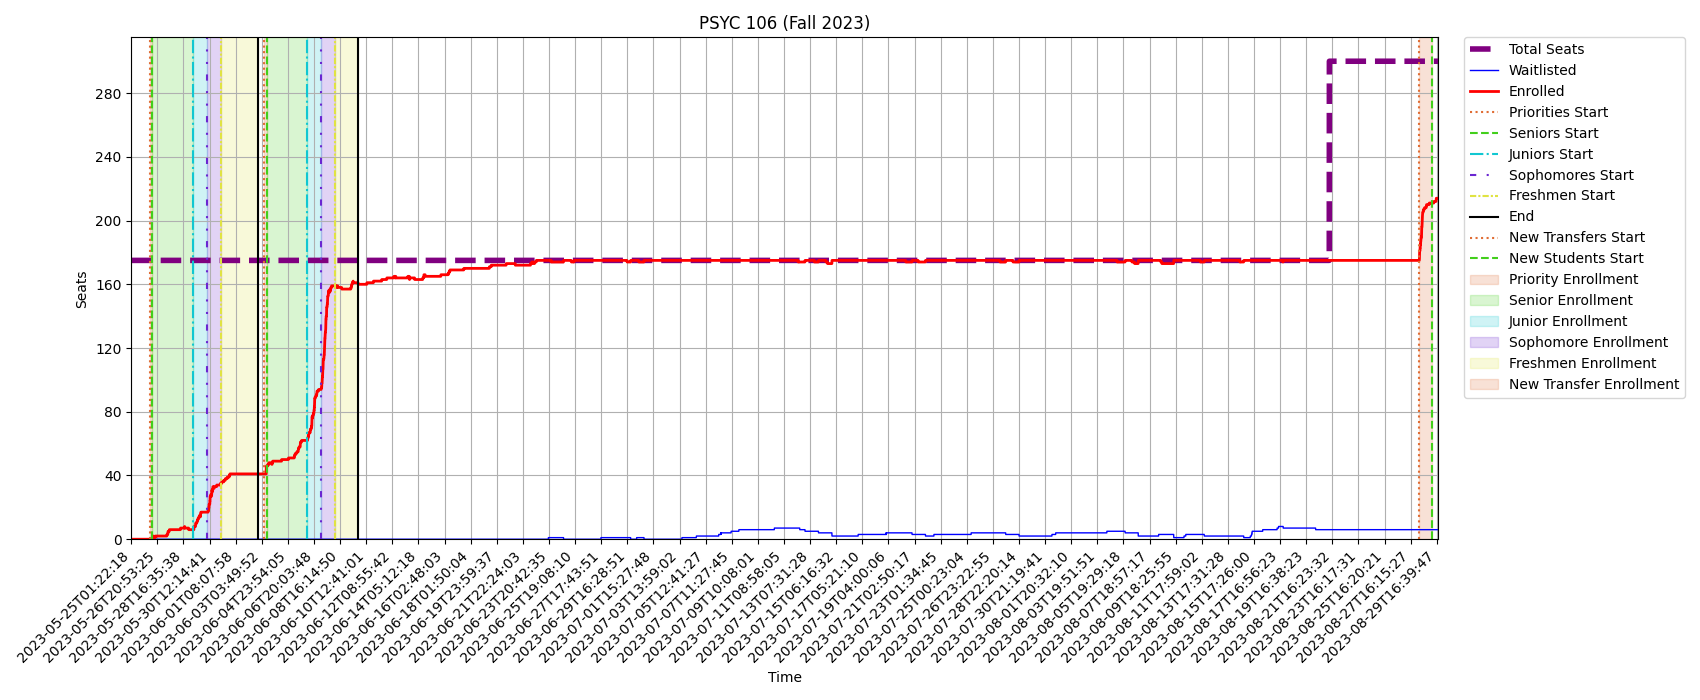 PSYC 106 (Fall 2023)
Seats
280
240
200
160
120
80
40
0
2023-05-25T01:22:18
2023-05-26T20:53:25
2023-05-28T16:35:38
2023-05-30T12:14:41
2023-06-01T08:07:58
2023-06-03T03:49:52
2023-06-04T23:54:05
2023-06-06T20:03:48
2023-06-08T16:14:50
2023-06-10T12:41:01
2023-06-12T08:55:42
2023-06-14T05:12:18
2023-06-16T02:48:03
2023-06-18T01:50:04
2023-06-19T23:59:37
2023-06-21T22:24:03
2023-06-23T20:42:35
2023-06-25T19:08:10
2023-06-27T17:43:51
2023-06-29T16:28:51
2023-07-01T15:27:48
2023-07-03T13:59:02
2023-07-05T12:41:27
2023-07-07T11:27:45
2023-07-09T10:08:01
2023-07-11T08:58:05
2023-07-13T07:31:28
2023-07-15T06:16:32
2023-07-17T05:21:10
2023-07-19T04:00:06
2023-07-21T02:50:17
2023-07-23T01:34:45
2023-07-25T00:23:04
2023-07-26T23:22:55
2023-07-28T22:20:14
2023-07-30T21:19:41
2023-08-01T20:32:10
2023-08-03T19:51:51
2023-08-05T19:29:18
2023-08-07T18:57:17
2023-08-09T18:25:55
2023-08-11T17:59:02
2023-08-13T17:31:28
2023-08-15T17:26:00
2023-08-17T16:56:23
2023-08-19T16:38:23
2023-08-21T16:23:32
2023-08-23T16:17:31
2023-08-25T16:20:21
2023-08-27T16:15:27
2023-08-29T16:39:47
Time
Total Seats
Waitlisted
Enrolled
Priorities Start
Seniors Start
Juniors Start
Sophomores Start
Freshmen Start
End
New Transfers Start
New Students Start
Priority Enrollment
Senior Enrollment
Junior Enrollment
Sophomore Enrollment
Freshmen Enrollment
New Transfer Enrollment